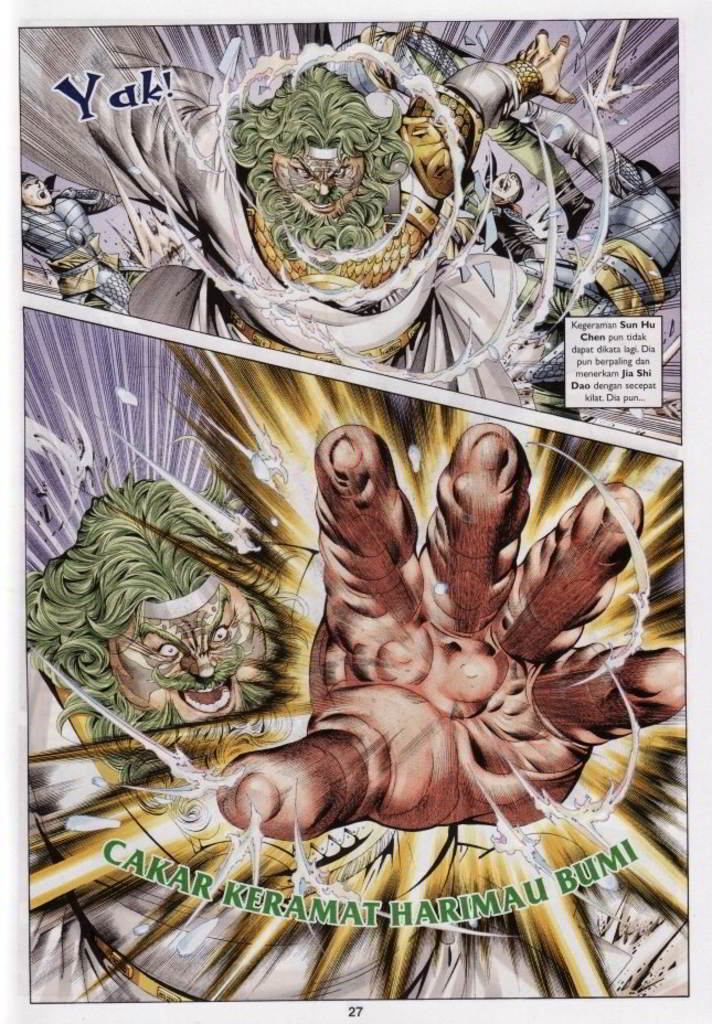 Yak!
Kegeraman Sun Hu
Chen pun tidak
dapat dikata lagi. Dia
pun berpaling dan
menerkam Jia Shi
Dao dengan secepat
kilat. Dia pun...
CAKAR KERAMAT HARIMAU BUMI
27